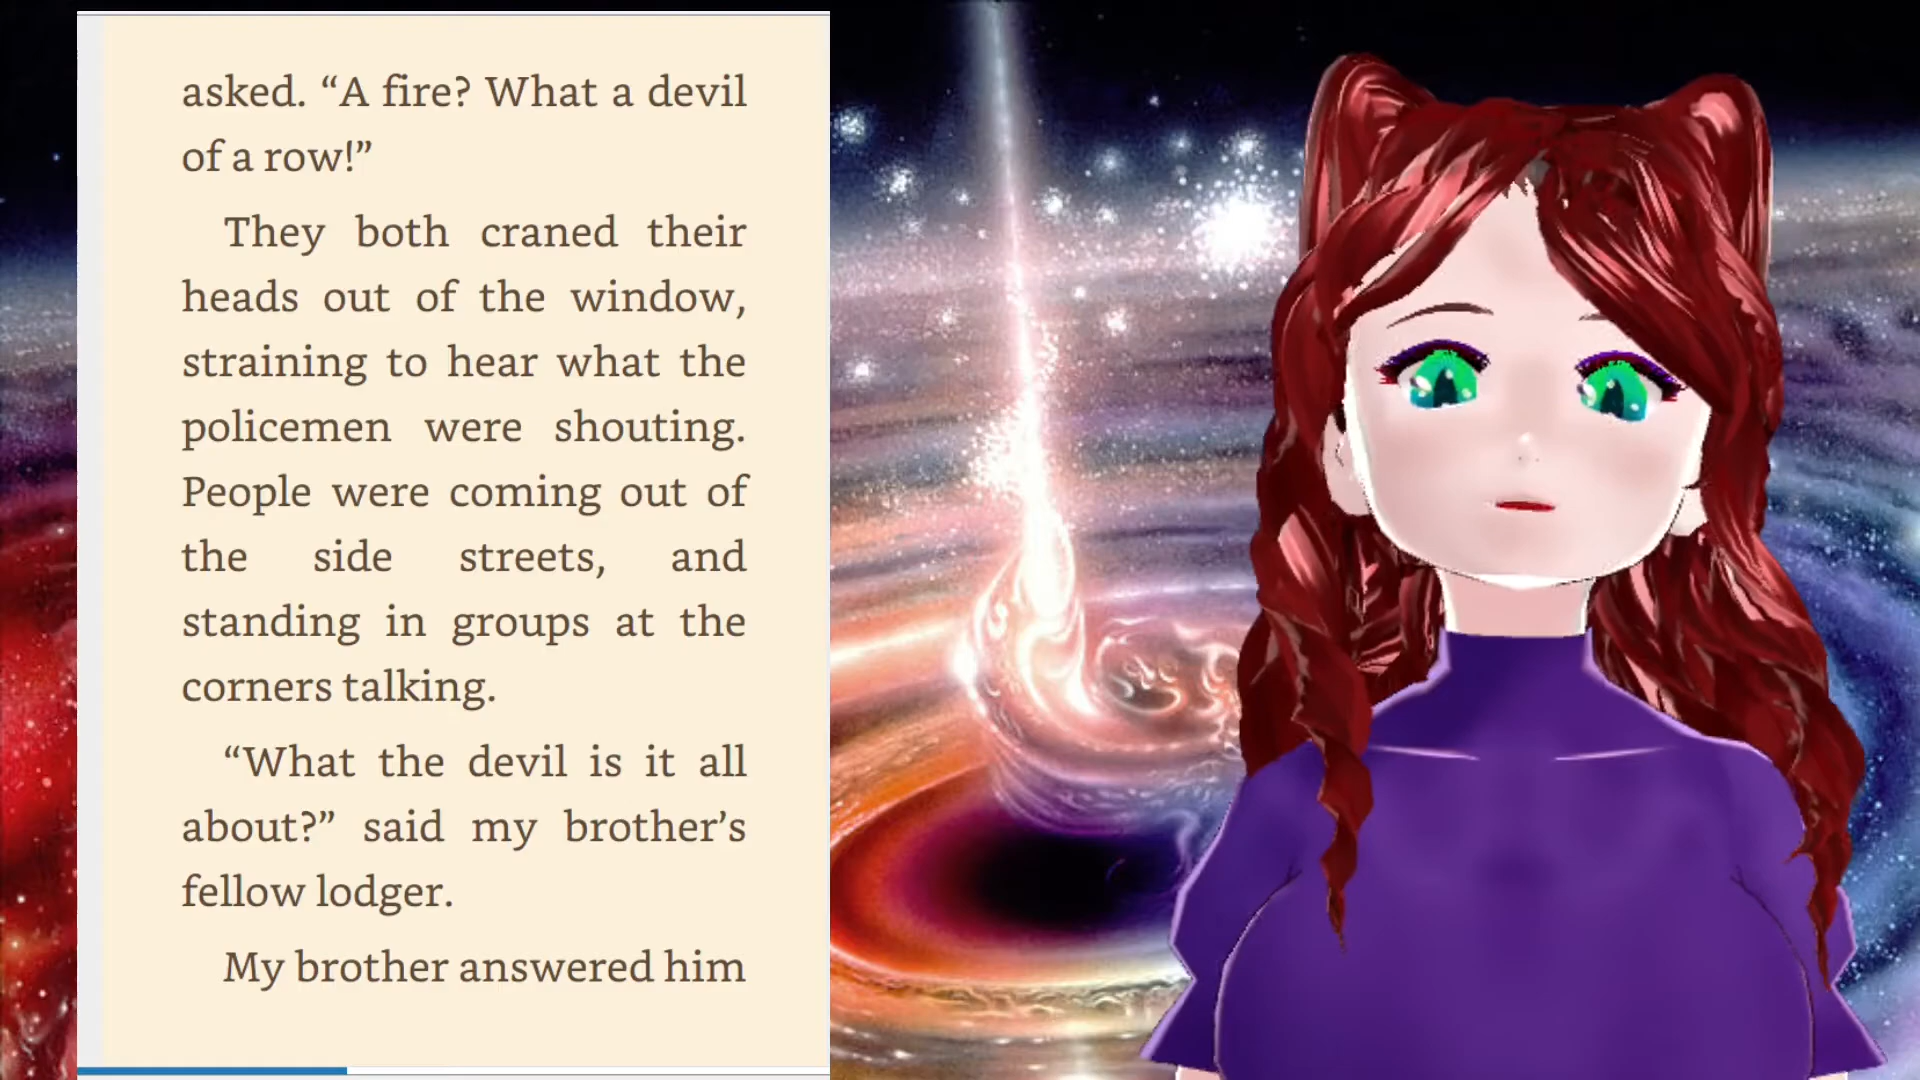 asked. “A fire? What a devil
of a row!”
They both craned their
heads out of the window,
straining to hear what the
policemen were shouting.
People were coming out of
the side streets, and
standing in groups at the
corners talking.
“What the devil is it all
about?” said my brother’s
fellow lodger.
My brother answered him